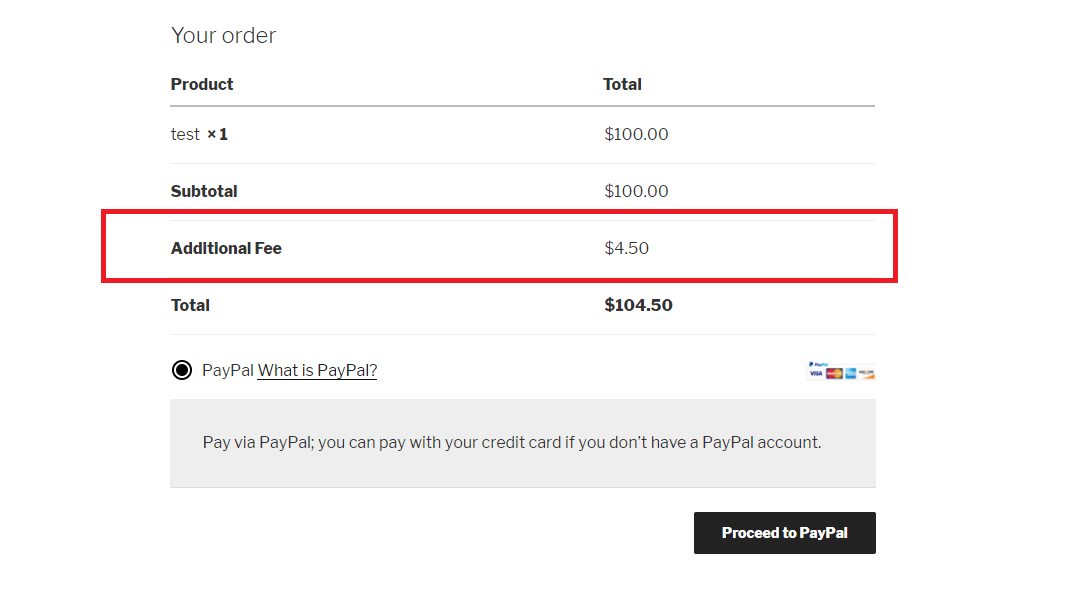 Your order
Product Total
test × 1 $100.00
Subtotal $100.00
Additional Fee $4.50
Total $104.50
PayPal What is PayPal? PayPal
VISA
Pay via PayPal; you can pay with your credit card if you don’t have a PayPal account.
Proceed to PayPal